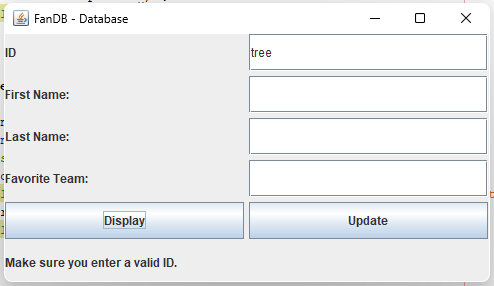 FanDB - Database
ID tree
First Name:
Last Name:
Favorite Team:
Display Update
Make sure you enter a valid ID.